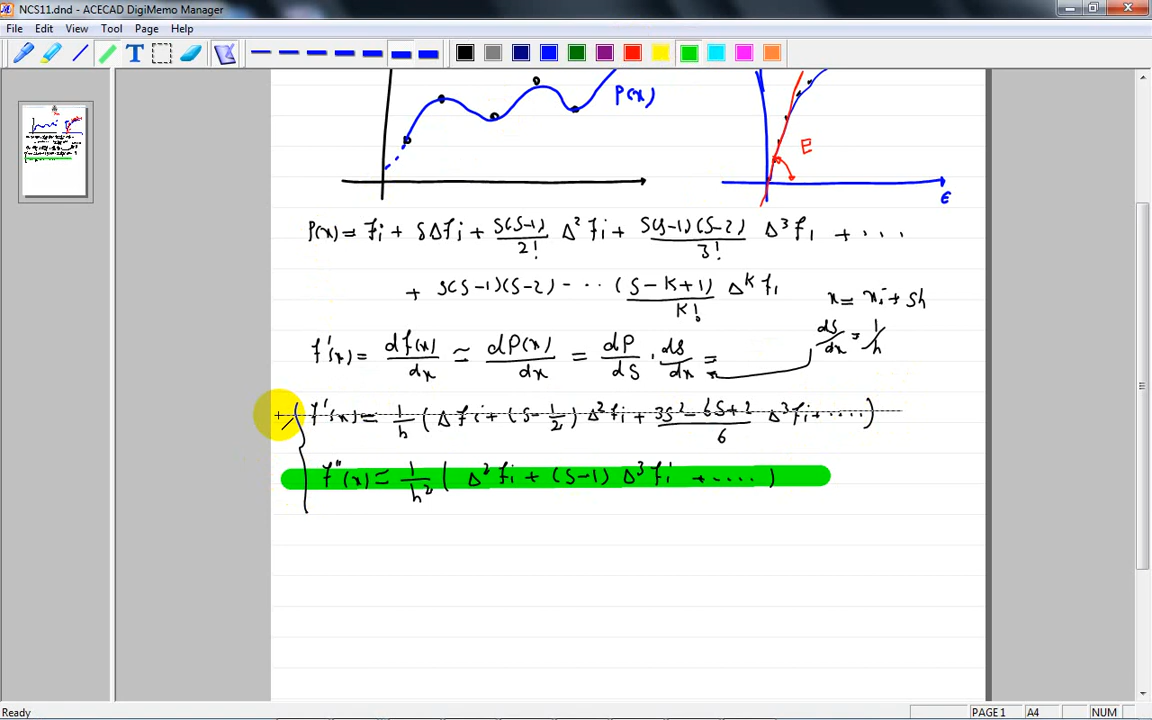 NCS11.dnd - ACECAD DigiMemo Manager
File Edit View Tool Page Help
P(x)
E
ε
P(x) = fi + SΔfi + S(S-1)/2! Δ²fi + S(S-1)(S-2)/3! Δ³fi + ...
+ S(S-1)(S-2) - ... (S-K+1)/K! Δᴷfi
x = xi + Sh
dS/dx = 1/h
f'(x) = df(x)/dx ≃ dP(x)/dx = dP/dS · dS/dx =
f'(x) = 1/h (Δfi + (S-1/2) Δ²fi + 3S²-6S+2/6 Δ³fi + ....)
f"(x) ≃ 1/h² ( Δ²fi + (S-1) Δ³fi + .... )
Ready PAGE 1 A4 NUM